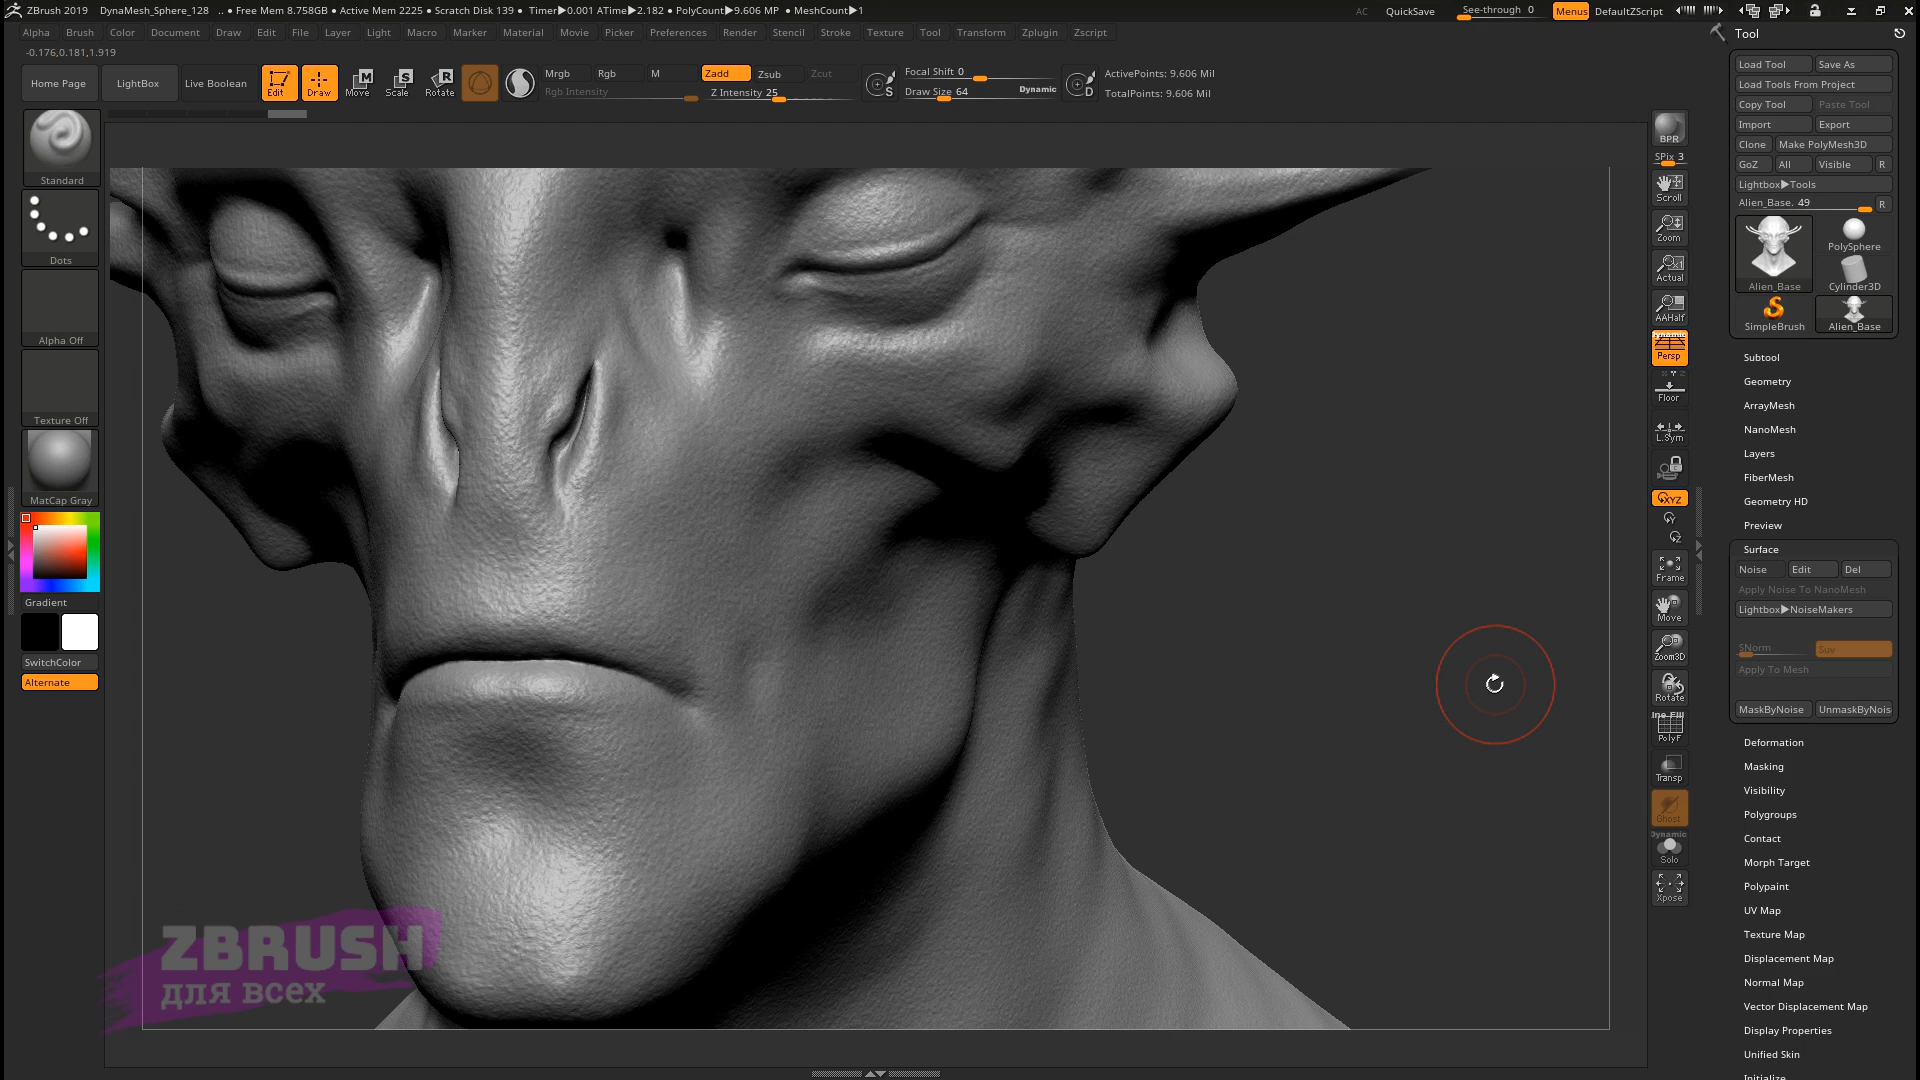 ZBrush 2019 DynaMesh_Sphere_128 .. • Free Mem 8.758GB • Active Mem 2225 • Scratch Disk 139 • Timer▶0.001 ATime▶2.182 • PolyCount▶9.606 MP • MeshCount▶1
AC QuickSave See-through 0 Menus DefaultZScript
Alpha Brush Color Document Draw Edit File Layer Light Macro Marker Material Movie Picker Preferences Render Stencil Stroke Texture Tool Transform Zplugin Zscript
-0.176,0.181,1.919
Home Page LightBox Live Boolean Edit Draw Move Scale Rotate
Mrgb Rgb M Zadd Zsub Zcut
Rgb Intensity Z Intensity 25
Focal Shift 0
Draw Size 64 Dynamic
ActivePoints: 9.606 Mil
TotalPoints: 9.606 Mil
Standard
Dots
Alpha Off
Texture Off
MatCap Gray
Gradient
SwitchColor
Alternate
BPR
SPix 3
Scroll
Zoom
Actual
AAHalf
Dynamic
Persp
Floor
L.Sym
XYZ
Y
Z
Frame
Move
Zoom3D
Rotate
Line Fill
PolyF
Transp
Ghost
Dynamic
Solo
Xpose
Tool
Load Tool Save As
Load Tools From Project
Copy Tool Paste Tool
Import Export
Clone Make PolyMesh3D
GoZ All Visible R
Lightbox▶Tools
Alien_Base. 49 R
Alien_Base PolySphere
Cylinder3D
SimpleBrush Alien_Base
Subtool
Geometry
ArrayMesh
NanoMesh
Layers
FiberMesh
Geometry HD
Preview
Surface
Noise Edit Del
Apply Noise To NanoMesh
Lightbox▶NoiseMakers
SNorm Suv
Apply To Mesh
MaskByNoise UnmaskByNois
Deformation
Masking
Visibility
Polygroups
Contact
Morph Target
Polypaint
UV Map
Texture Map
Displacement Map
Normal Map
Vector Displacement Map
Display Properties
Unified Skin
Initialize
ZBRUSH
для всех